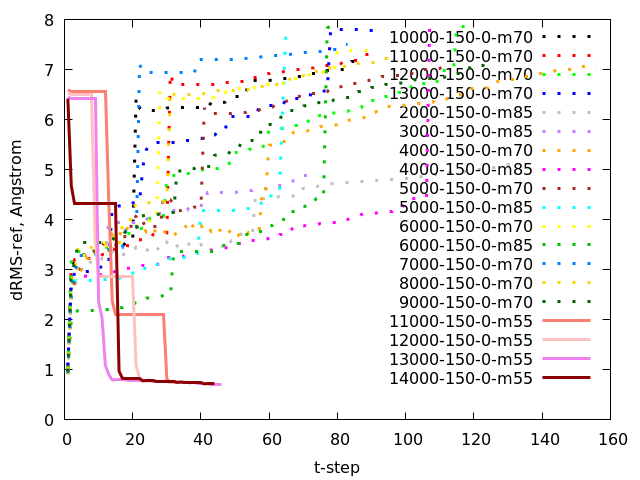 8
7
6
5
4
3
2
1
0
dRMS-ref, Angstrom
10000-150-0-m70
11000-150-0-m70
12000-150-0-m70
13000-150-0-m70
2000-150-0-m85
3000-150-0-m85
4000-150-0-m70
4000-150-0-m85
5000-150-0-m70
5000-150-0-m85
6000-150-0-m70
6000-150-0-m85
7000-150-0-m70
8000-150-0-m70
9000-150-0-m70
11000-150-0-m55
12000-150-0-m55
13000-150-0-m55
14000-150-0-m55
0 20 40 60 80 100 120 140 160
t-step